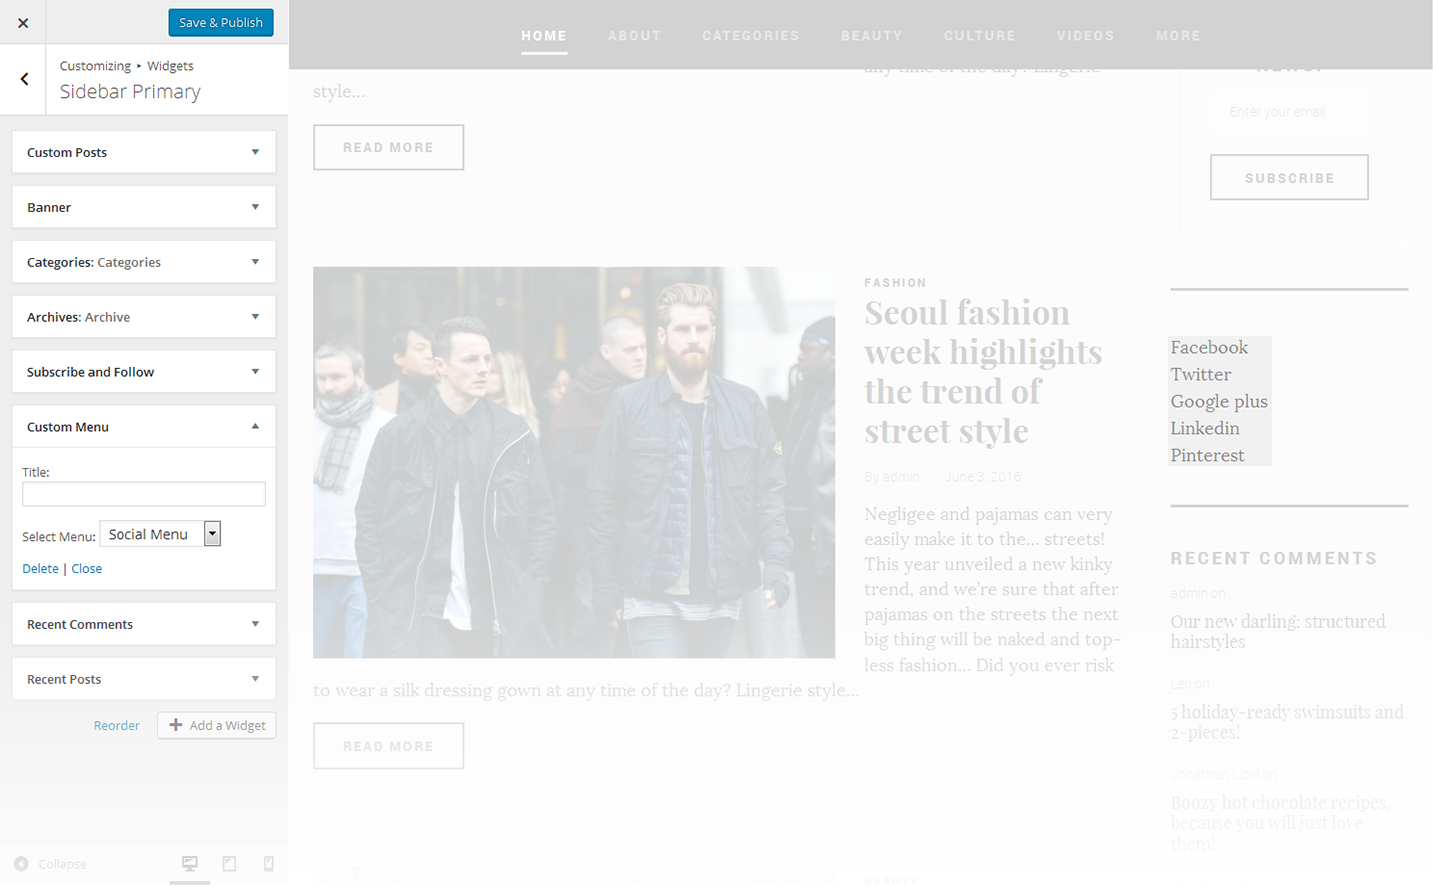 Save & Publish
Customizing ▸ Widgets
Sidebar Primary
Custom Posts
Banner
Categories: Categories
Archives: Archive
Subscribe and Follow
Custom Menu
Title:
Select Menu: Social Menu
Delete | Close
Recent Comments
Recent Posts
Reorder
Add a Widget
Collapse
HOME ABOUT CATEGORIES BEAUTY CULTURE VIDEOS MORE
any time of the day? Lingerie
style...
READ MORE
FASHION
Seoul fashion
week highlights
the trend of
street style
By admin June 3, 2016
Negligee and pajamas can very
easily make it to the... streets!
This year unveiled a new kinky
trend, and we're sure that after
pajamas on the streets the next
big thing will be naked and top-
less fashion... Did you ever risk
to wear a silk dressing gown at any time of the day? Lingerie style...
READ MORE
BEAUTY
Enter your email
SUBSCRIBE
Facebook
Twitter
Google plus
Linkedin
Pinterest
RECENT COMMENTS
admin on
Our new darling: structured
hairstyles
Leo on
5 holiday-ready swimsuits and
2-pieces!
Jonathan Lipel on
Boozy hot chocolate recipes,
because you will just love
them!